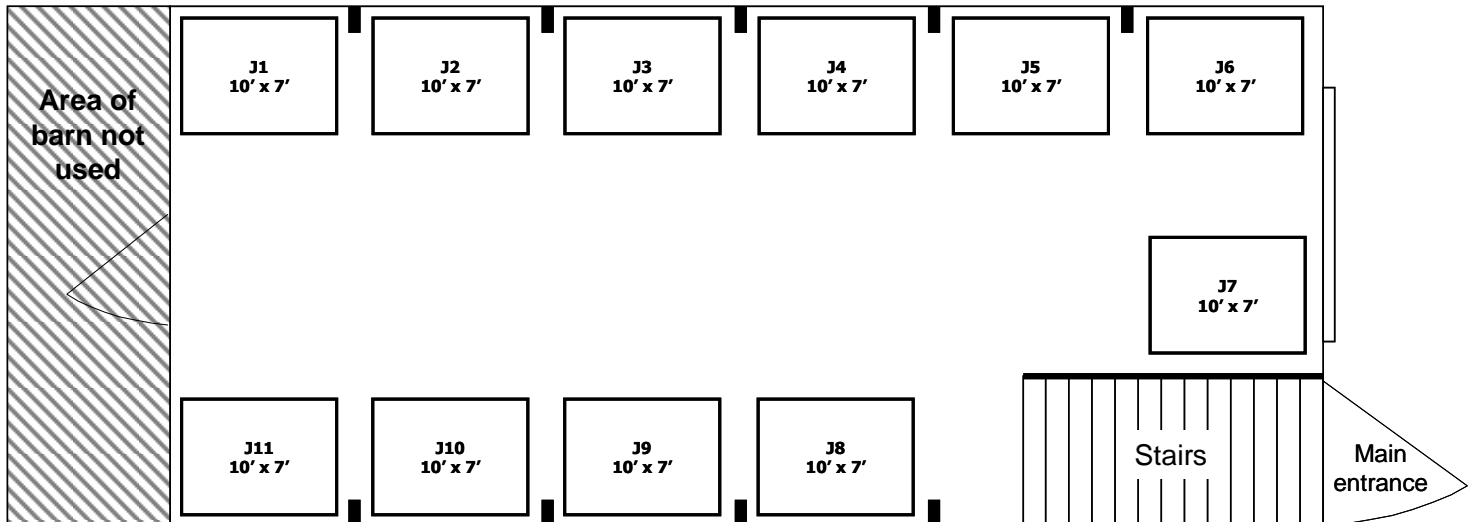 J1
10’ x 7’
J2
10’ x 7’
J3
10’ x 7’
J4
10’ x 7’
J5
10’ x 7’
J6
10’ x 7’
Area of
barn not
used
J7
10’ x 7’
J11
10’ x 7’
J10
10’ x 7’
J9
10’ x 7’
J8
10’ x 7’
Stairs
Main
entrance